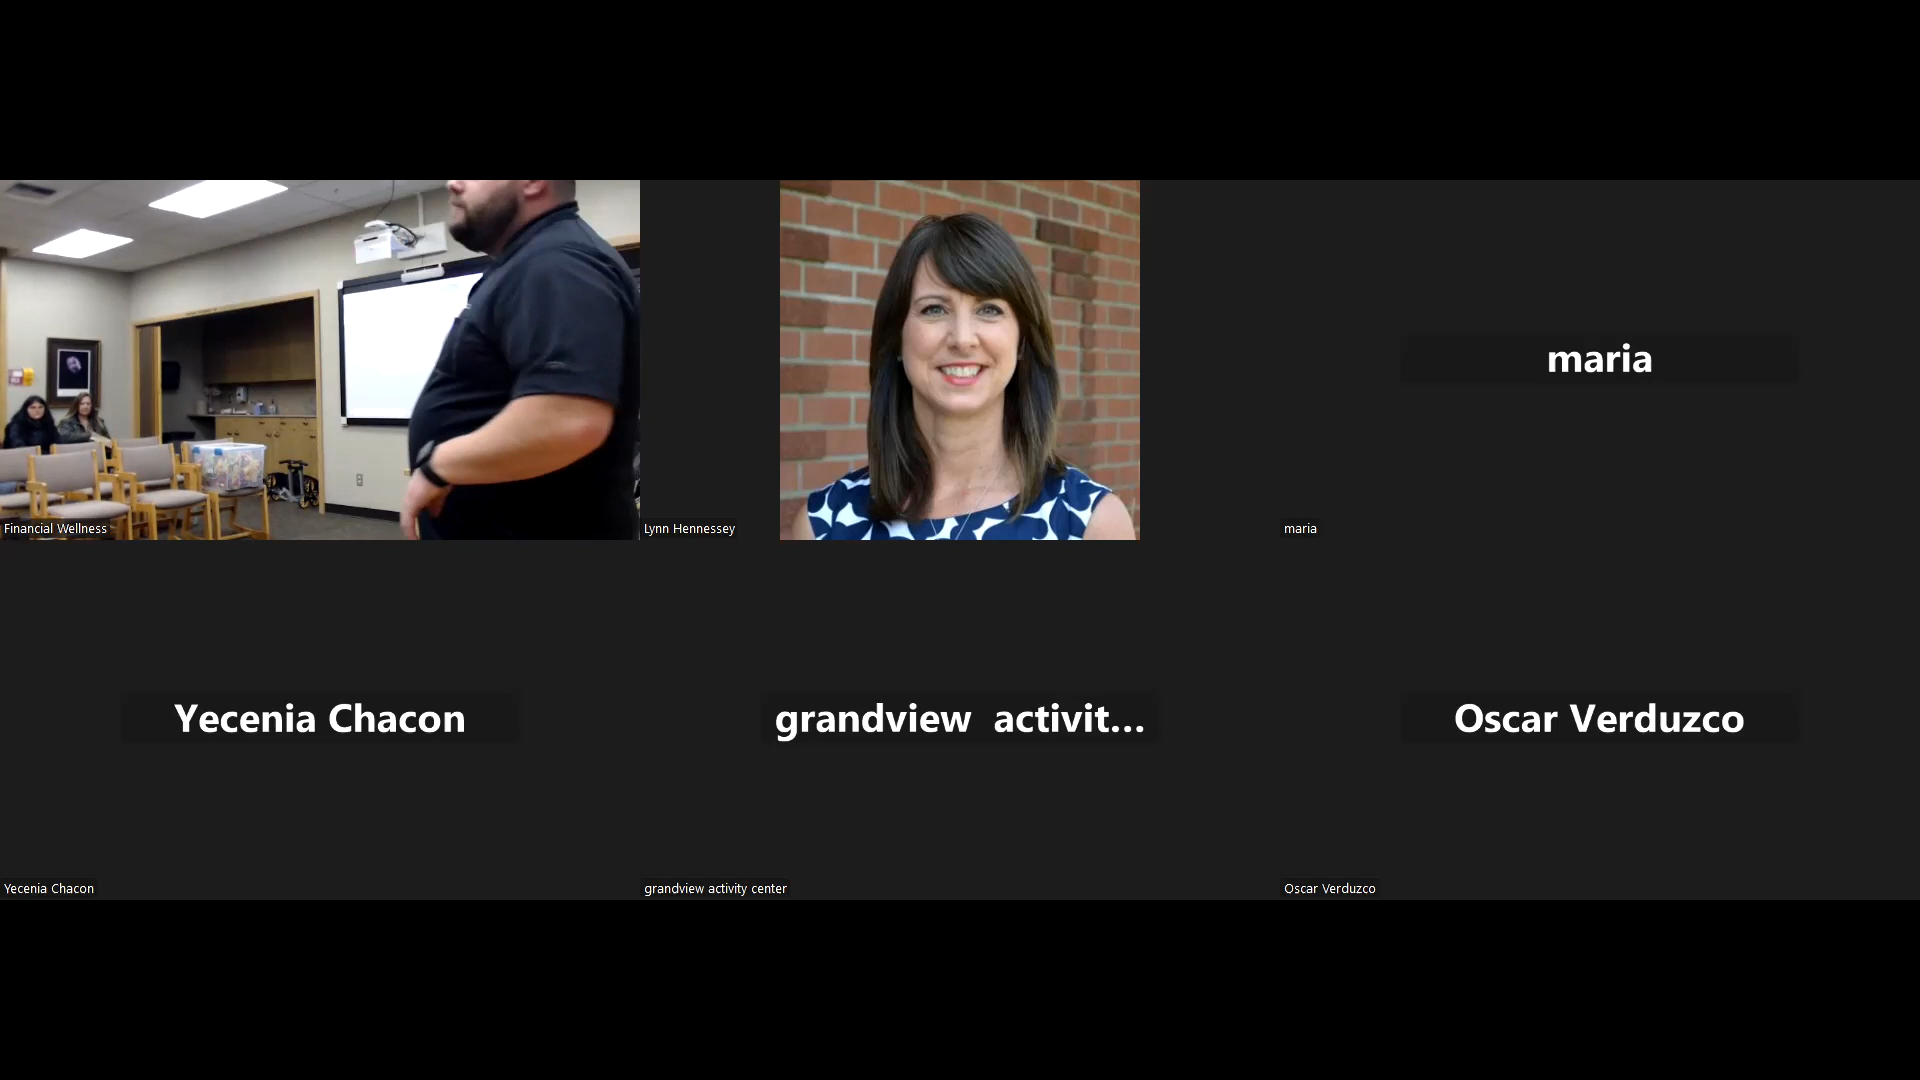 maria
Financial Wellness
Lynn Hennessey
maria
Yecenia Chacon
grandview activit...
Oscar Verduzco
Yecenia Chacon
grandview activity center
Oscar Verduzco